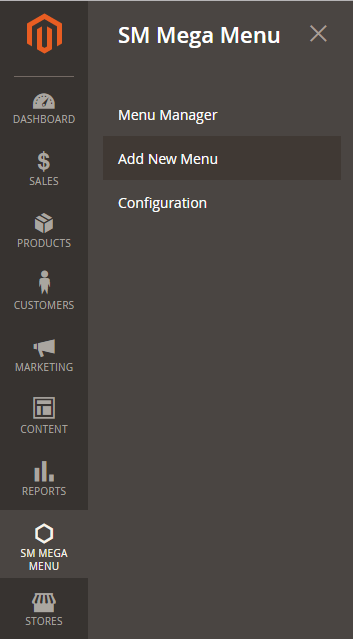 SM Mega Menu
Menu Manager
Add New Menu
Configuration
DASHBOARD
SALES
PRODUCTS
CUSTOMERS
MARKETING
CONTENT
REPORTS
SM MEGA
MENU
STORES